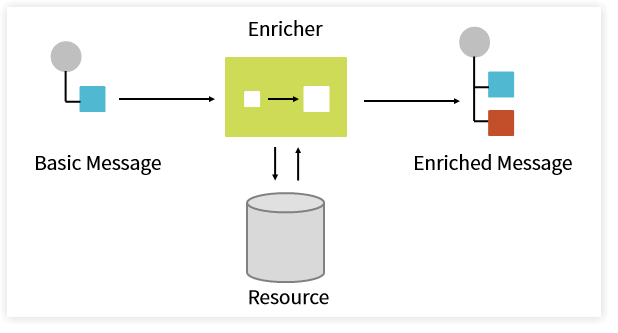 Enricher
Basic Message
Enriched Message
Resource